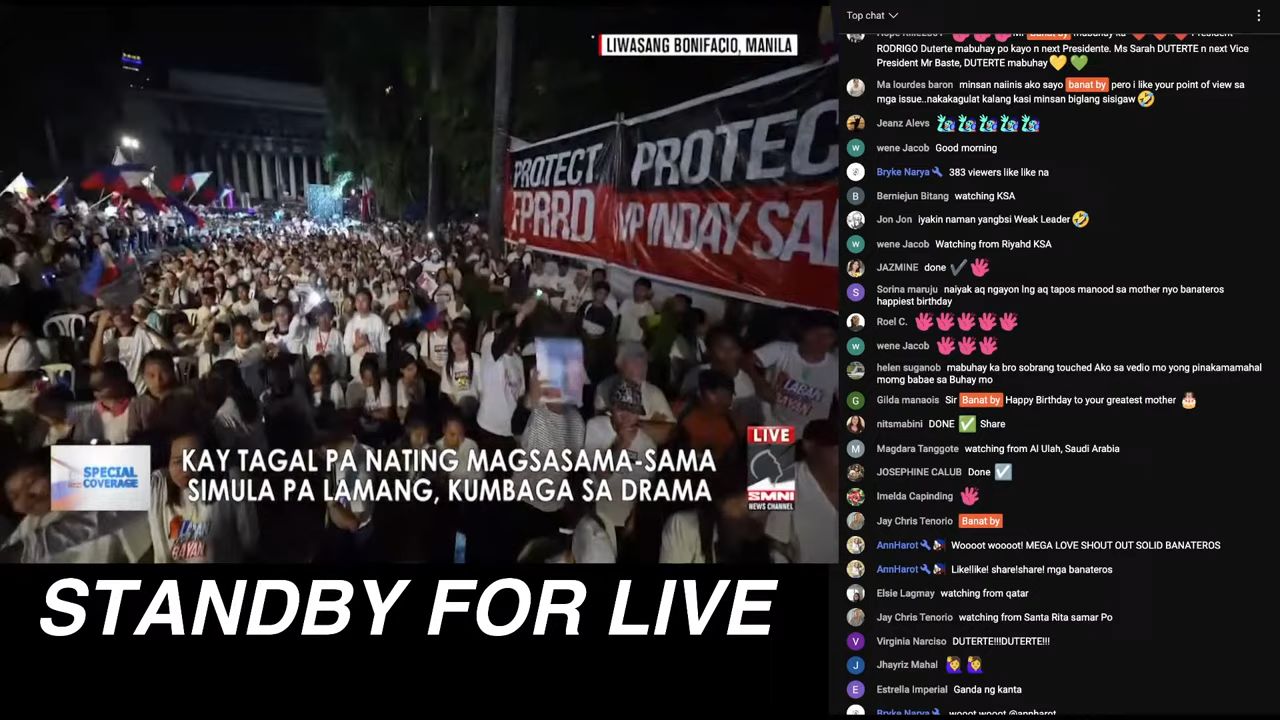 LIWASANG BONIFACIO, MANILA
PROTECT
FPRRD
PROTEC
VP INDAY SA
LIVE
SMNI
NEWS CHANNEL
SPECIAL
COVERAGE
KAY TAGAL PA NATING MAGSASAMA-SAMA
SIMULA PA LAMANG, KUMBAGA SA DRAMA
STANDBY FOR LIVE
Top chat
RODRIGO Duterte mabuhay po kayo n next Presidente. Ms Sarah DUTERTE n next Vice
President Mr Baste, DUTERTE mabuhay 💛💚
Ma lourdes baron minsan naiinis ako sayo banat by pero i like your point of view sa
mga issue..nakakagulat kalang kasi minsan biglang sisigaw 🤣
Jeanz Alevs
W wene Jacob Good morning
Bryke Narya 🔧 383 viewers like like na
B Berniejun Bitang watching KSA
Jon Jon iyakin naman yangbsi Weak Leader 🤣
W wene Jacob Watching from Riyahd KSA
JAZMINE done ✔
S Sorina maruju naiyak aq ngayon lng aq tapos manood sa mother nyo banateros
happiest birthday
Roel C.
W wene Jacob
helen suganob mabuhay ka bro sobrang touched Ako sa vedio mo yong pinakamamahal
momg babae sa Buhay mo
G Gilda manaois Sir Banat by Happy Birthday to your greatest mother 🎂
nitsmabini DONE ✅ Share
M Magdara Tanggote watching from Al Ulah, Saudi Arabia
JOSEPHINE CALUB Done ☑
Imelda Capinding
Jay Chris Tenorio Banat by
AnnHarot 🔧 Woooot woooot! MEGA LOVE SHOUT OUT SOLID BANATEROS
AnnHarot 🔧 Like!!like! share!share! mga banateros
Elsie Lagmay watching from qatar
Jay Chris Tenorio watching from Santa Rita samar Po
V Virginia Narciso DUTERTE!!!DUTERTE!!!
J Jhayriz Mahal 🙋‍♀️🙋‍♀️
E Estrella Imperial Ganda ng kanta
Bryke Narya 🔧 wooot wooot @annharot